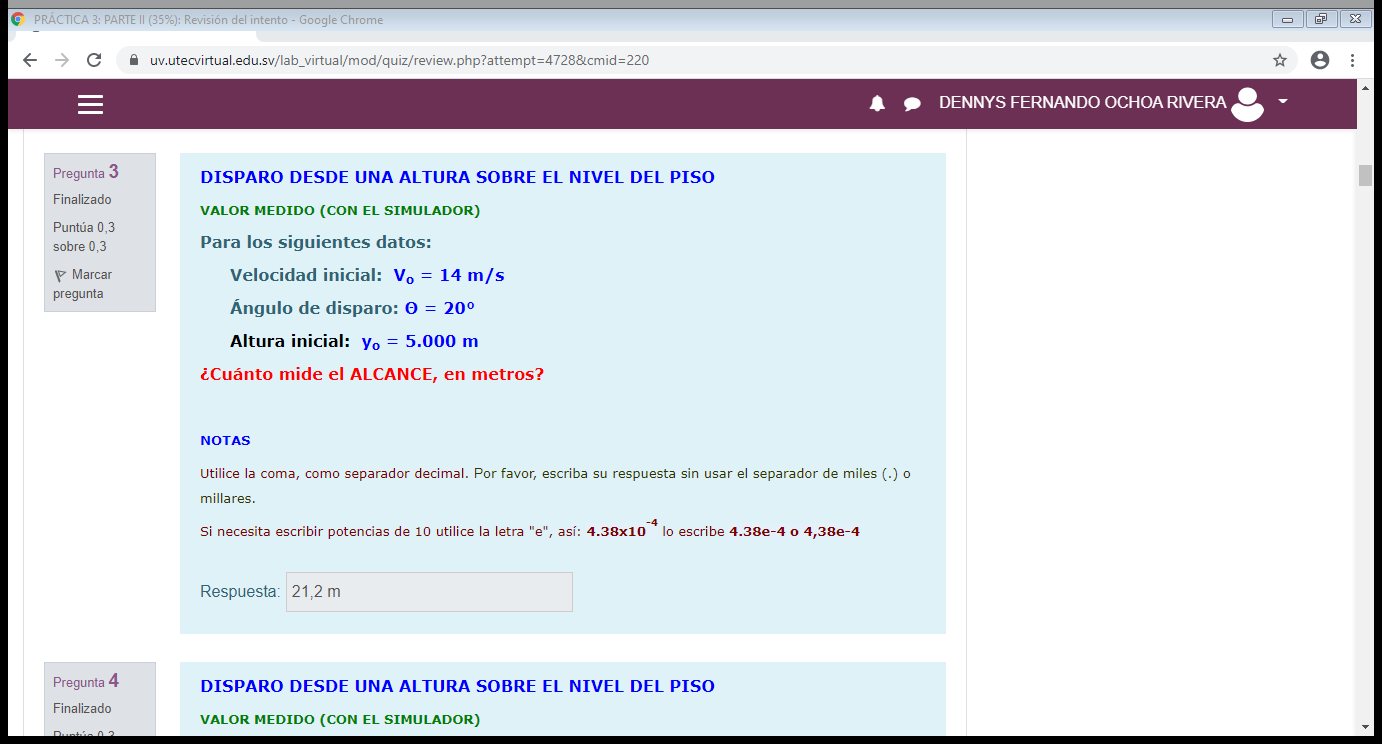 PRÁCTICA 3: PARTE II (35%): Revisión del intento - Google Chrome
uv.utecvirtual.edu.sv/lab_virtual/mod/quiz/review.php?attempt=4728&cmid=220
DENNYS FERNANDO OCHOA RIVERA
Pregunta 3
Finalizado
Puntúa 0,3
sobre 0,3
Marcar
pregunta
DISPARO DESDE UNA ALTURA SOBRE EL NIVEL DEL PISO
VALOR MEDIDO (CON EL SIMULADOR)
Para los siguientes datos:
Velocidad inicial: Vo = 14 m/s
Ángulo de disparo: Θ = 20º
Altura inicial: yo = 5.000 m
¿Cuánto mide el ALCANCE, en metros?
NOTAS
Utilice la coma, como separador decimal. Por favor, escriba su respuesta sin usar el separador de miles (.) o
millares.
Si necesita escribir potencias de 10 utilice la letra "e", así: 4.38x10-4 lo escribe 4.38e-4 o 4,38e-4
Respuesta: 21,2 m
Pregunta 4
Finalizado
Puntúa 0,3
DISPARO DESDE UNA ALTURA SOBRE EL NIVEL DEL PISO
VALOR MEDIDO (CON EL SIMULADOR)